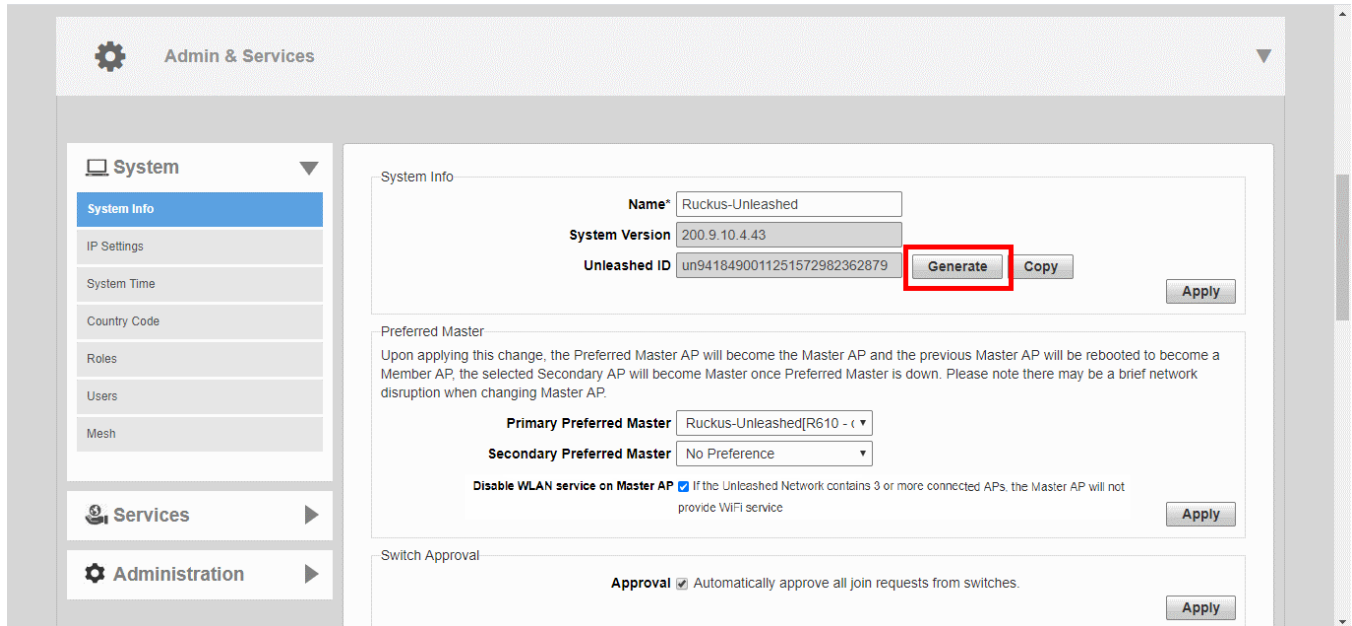 Admin & Services
System
System Info
IP Settings
System Time
Country Code
Roles
Users
Mesh
Services
Administration
System Info
Name* Ruckus-Unleashed
System Version 200.9.10.4.43
Unleashed ID un9418490011251572982362879 Generate Copy
Apply
Preferred Master
Upon applying this change, the Preferred Master AP will become the Master AP and the previous Master AP will be rebooted to become a
Member AP, the selected Secondary AP will become Master once Preferred Master is down. Please note there may be a brief network
disruption when changing Master AP.
Primary Preferred Master Ruckus-Unleashed[R610 - (
Secondary Preferred Master No Preference
Disable WLAN service on Master AP If the Unleashed Network contains 3 or more connected APs, the Master AP will not
provide WiFi service
Apply
Switch Approval
Approval Automatically approve all join requests from switches.
Apply